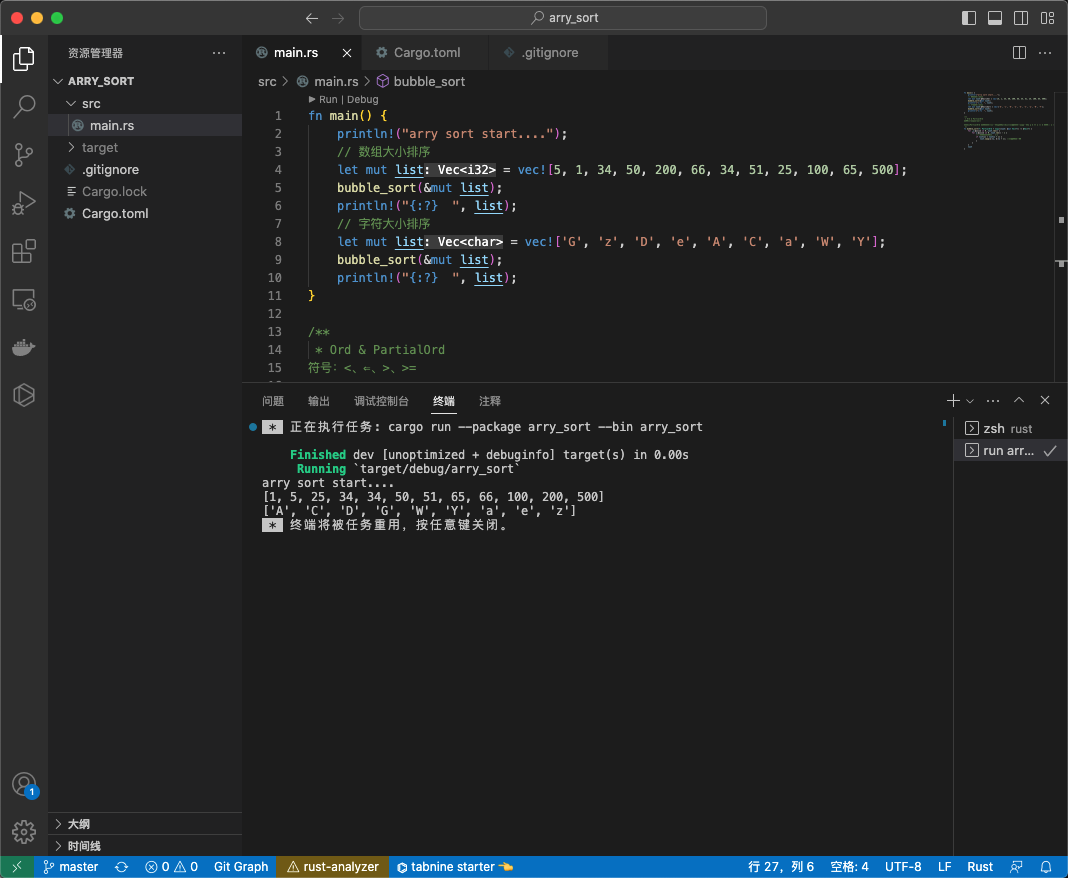 arry_sort
资源管理器
ARRY_SORT
src
main.rs
target
.gitignore
Cargo.lock
Cargo.toml
大纲
时间线
main.rs
Cargo.toml
.gitignore
src > main.rs > bubble_sort
Run | Debug
1 fn main() {
2 println!("arry sort start....");
3 // 数组大小排序
4 let mut list: Vec<i32> = vec![5, 1, 34, 50, 200, 66, 34, 51, 25, 100, 65, 500];
5 bubble_sort(&mut list);
6 println!("{:?}  ", list);
7 // 字符大小排序
8 let mut list: Vec<char> = vec!['G', 'z', 'D', 'e', 'A', 'C', 'a', 'W', 'Y'];
9 bubble_sort(&mut list);
10 println!("{:?}  ", list);
11 }
12
13 /**
14 * Ord & PartialOrd
15 符号: <、⇐、>、>=
问题 输出 调试控制台 终端 注释
* 正在执行任务: cargo run --package arry_sort --bin arry_sort
Finished dev [unoptimized + debuginfo] target(s) in 0.00s
Running `target/debug/arry_sort`
arry sort start....
[1, 5, 25, 34, 34, 50, 51, 65, 66, 100, 200, 500]
['A', 'C', 'D', 'G', 'W', 'Y', 'a', 'e', 'z']
* 终端将被任务重用, 按任意键关闭。
zsh rust
run arr...
1
master
0 0
Git Graph
rust-analyzer
tabnine starter
行 27, 列 6
空格: 4
UTF-8
LF
Rust